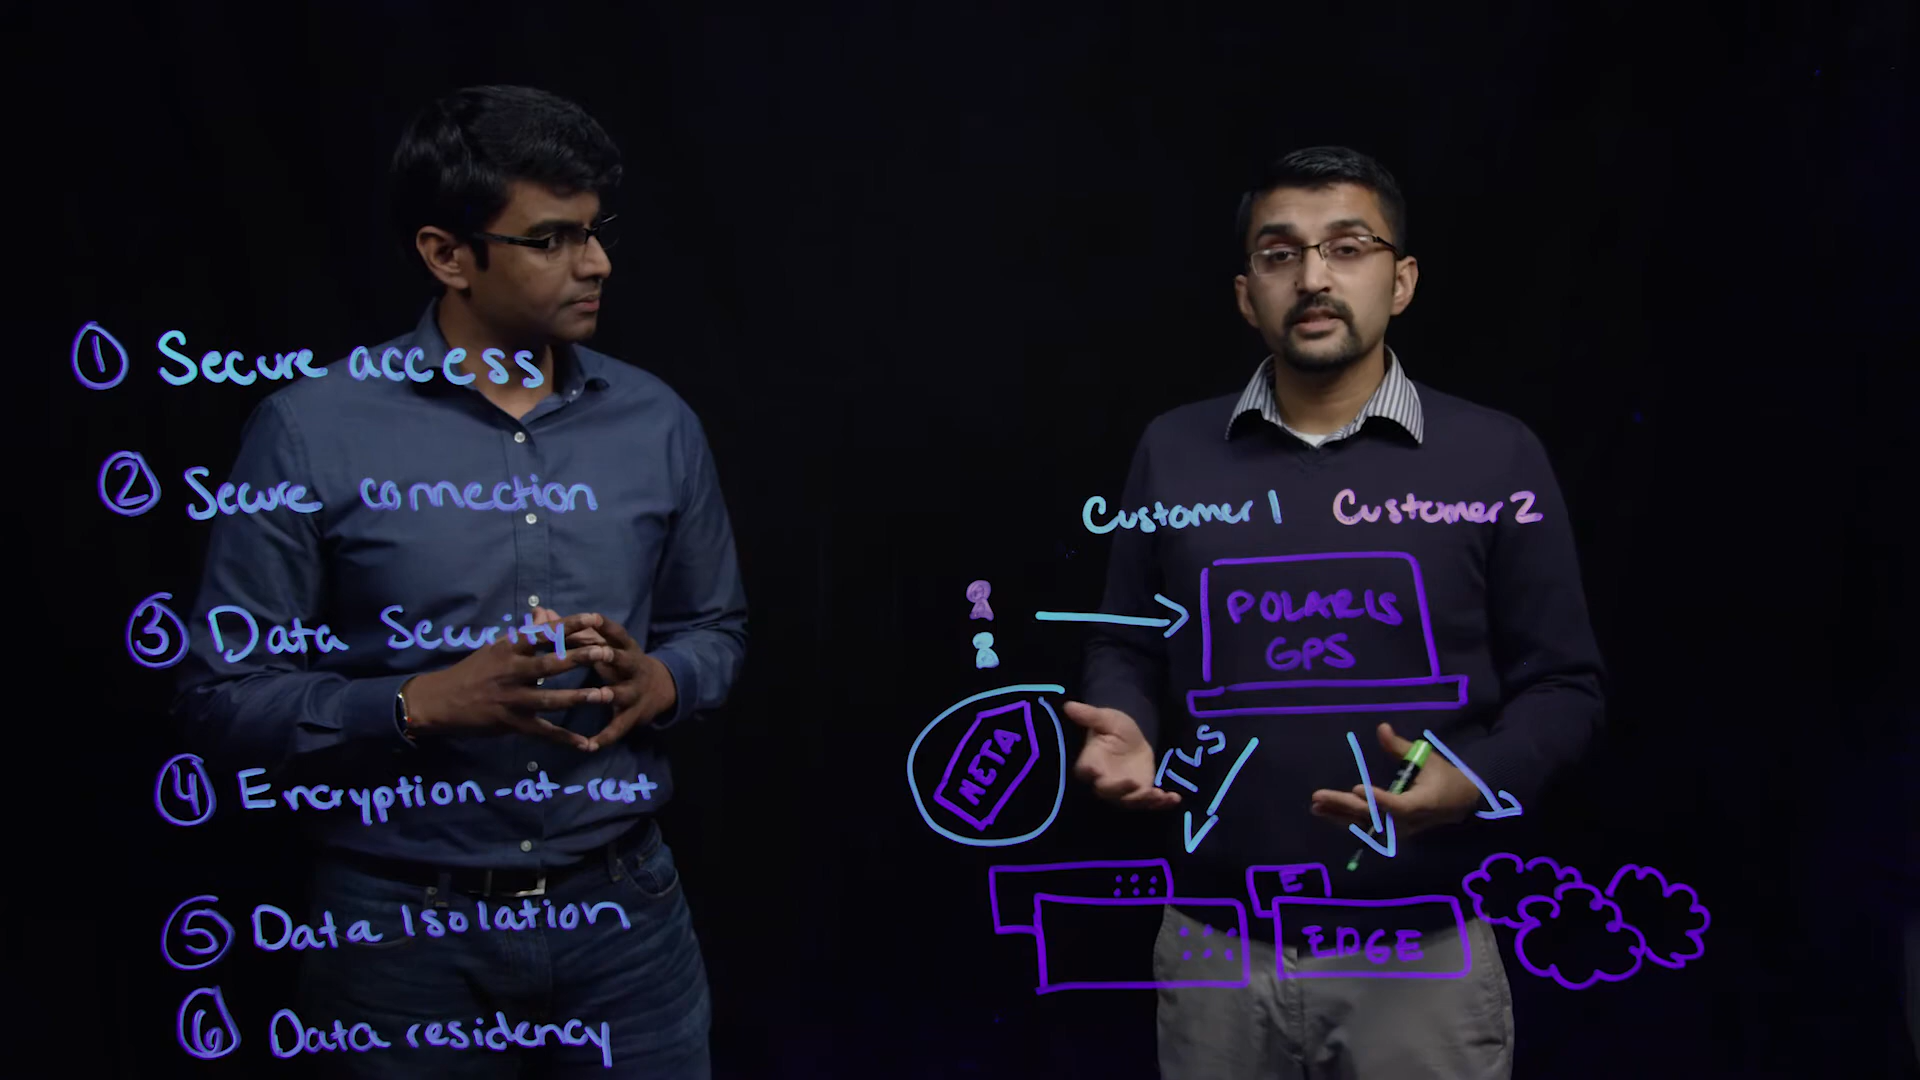 1 Secure access
2 Secure connection
3 Data Security
4 Encryption-at-rest
5 Data Isolation
6 Data residency
Customer 1 Customer 2
POLARIS
GPS
META
TLS
E
EDGE